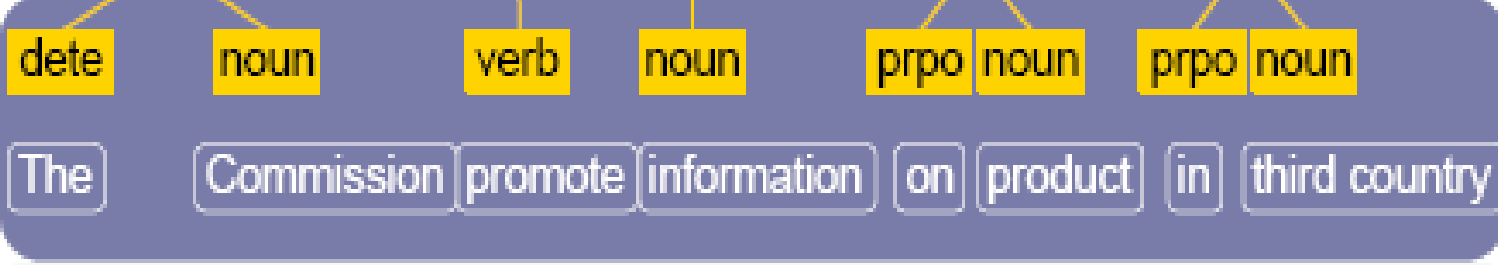 dete noun verb noun prpo noun prpo noun
The Commission promote information on product in third country